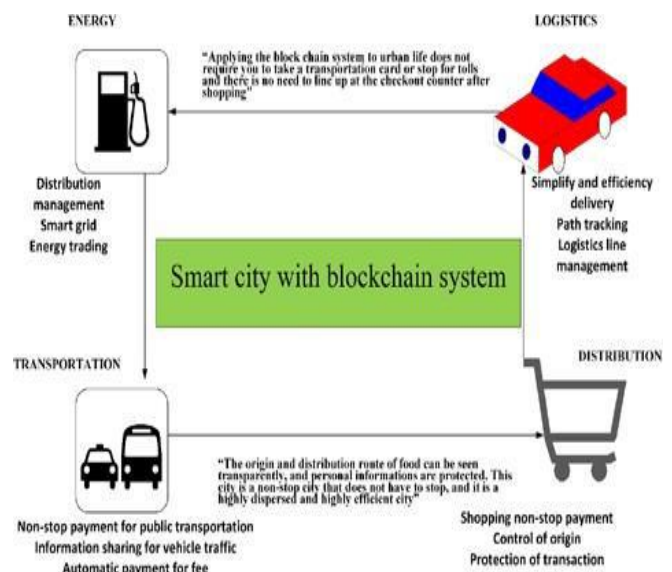 ENERGY
LOGISTICS
“Applying the block chain system to urban life does not
require you to take a transportation card or stop for tolls
and there is no need to line up at the checkout counter after
shopping”
Distribution
management
Smart grid
Energy trading
Simplify and efficiency
delivery
Path tracking
Logistics line
management
Smart city with blockchain system
TRANSPORTATION
DISTRIBUTION
“The origin and distribution route of food can be seen
transparently, and personal informations are protected. This
city is a non-stop city that does not have to stop, and it is a
highly dispersed and highly efficient city”
Non-stop payment for public transportation
Information sharing for vehicle traffic
Automatic payment for fee
Shopping non-stop payment
Control of origin
Protection of transaction